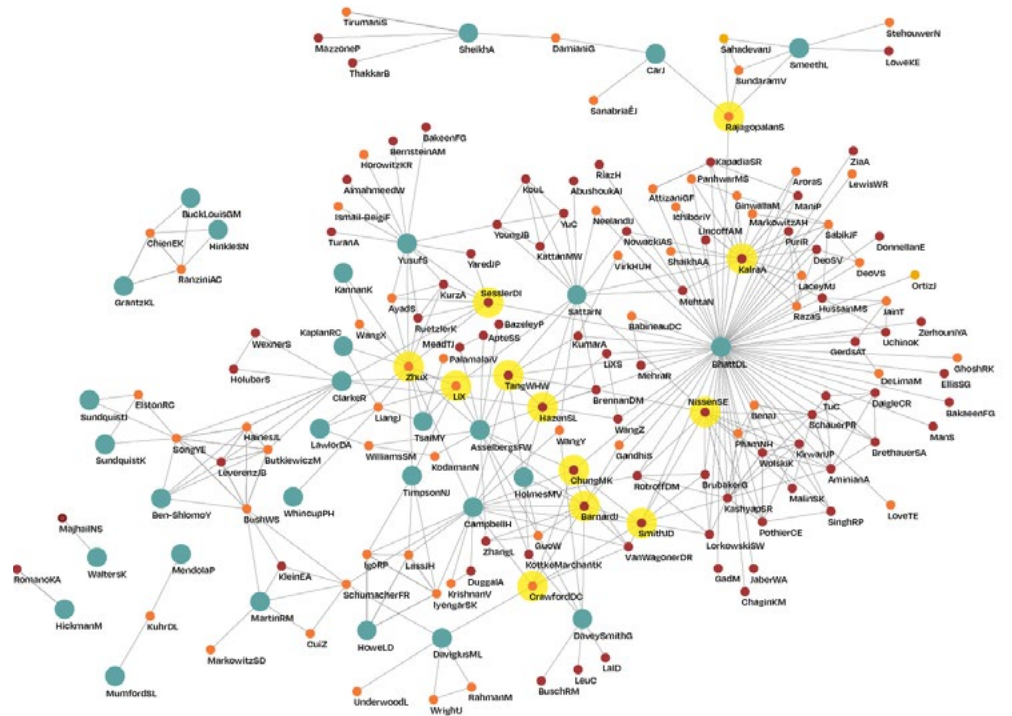 TirumaniS
MazzoneP
SheikhA
DamianiG
ThakkarB
CarJ
SahadevanJ
SmeethL
StehouwerN
LoweKE
SundaramV
SanabriaEJ
RajagopalanS
BakeenFG
BernsteinAM
HorowitzKR
AlmahmeedW
Ismail-BeigiF
TuranA
YusufS
YaredJP
BuckLouisGM
HinkleSN
ChienEK
RanziniAC
GrantzKL
RiazH
KouL
AbushoukAI
YuC
NeelandJ
YoungJB
KattanMW
NowackiAS
VirkHUH
KapadiaSR
PanhwarMS
AttizaniGF
IchiboriY
GinwallaM
AroraS
ManiP
ZiaA
LewisWR
MarkowitzAH
LincoffAM
PuriR
SabikJF
ShaikhAA
KalraA
DeoSV
DonnellanE
DeoVS
LaceyMJ
OrtizJ
HussainMS
RazaS
JainT
KannanK
AyadS
KurzA
SesslerDI
SattarN
MehtaN
RuetzlerK
BazeleyP
WangX
KaplanRC
MeadTJ
ApteSS
PalamalaiV
BabineauDC
KumarA
LiXS
MehraR
BhattDL
GerdsAT
UchinoK
ZerhouniYA
GhoshRK
EllisSG
DeLimaM
WexnerS
HolubarS
ClarkeR
ZhuX
LiX
TangWHW
HazenSL
BrennanDM
NissenSE
BenaJ
TuC
DaigleCR
BakaeenFG
SchauerPR
ManS
SundquistJ
ElstonRC
LiangJ
LawlorDA
TsaiMY
AsselbergsFW
WangZ
WangY
GandhiS
PhamNH
WolskiK
KirwanJP
BrethauerSA
SundquistK
SongYE
HainesJL
LeverenzJB
ButkiewiczM
WilliamsSM
KodamanN
ChungMK
RotroffDM
BrubakerG
AminianA
Ben-ShlomoY
WhincupPH
TimpsonNJ
HolmesMV
BushWS
CampbellH
BarnardJ
SmithJD
KashyapSR
MalinSK
PothierCE
SinghRP
LoveTE
MajhailNS
WaltersK
MendolaP
ZhangL
GuoW
VanWagonerDR
LorkowskiSW
RomanoKA
HickmanM
KleinEA
IgoRP
LassJH
SchumacherFR
DuggalA
KottkeMarchantK
KrishnanV
IyengarSK
CrawfordDC
GadM
JaberWA
ChaginKM
KuhrDL
MartinRM
CuiZ
MarkowitzSD
HoweLD
DaviglusML
DaveySmithG
MumfordSL
UnderwoodL
RahmanM
WrightJ
LalD
LeuC
BuschRM